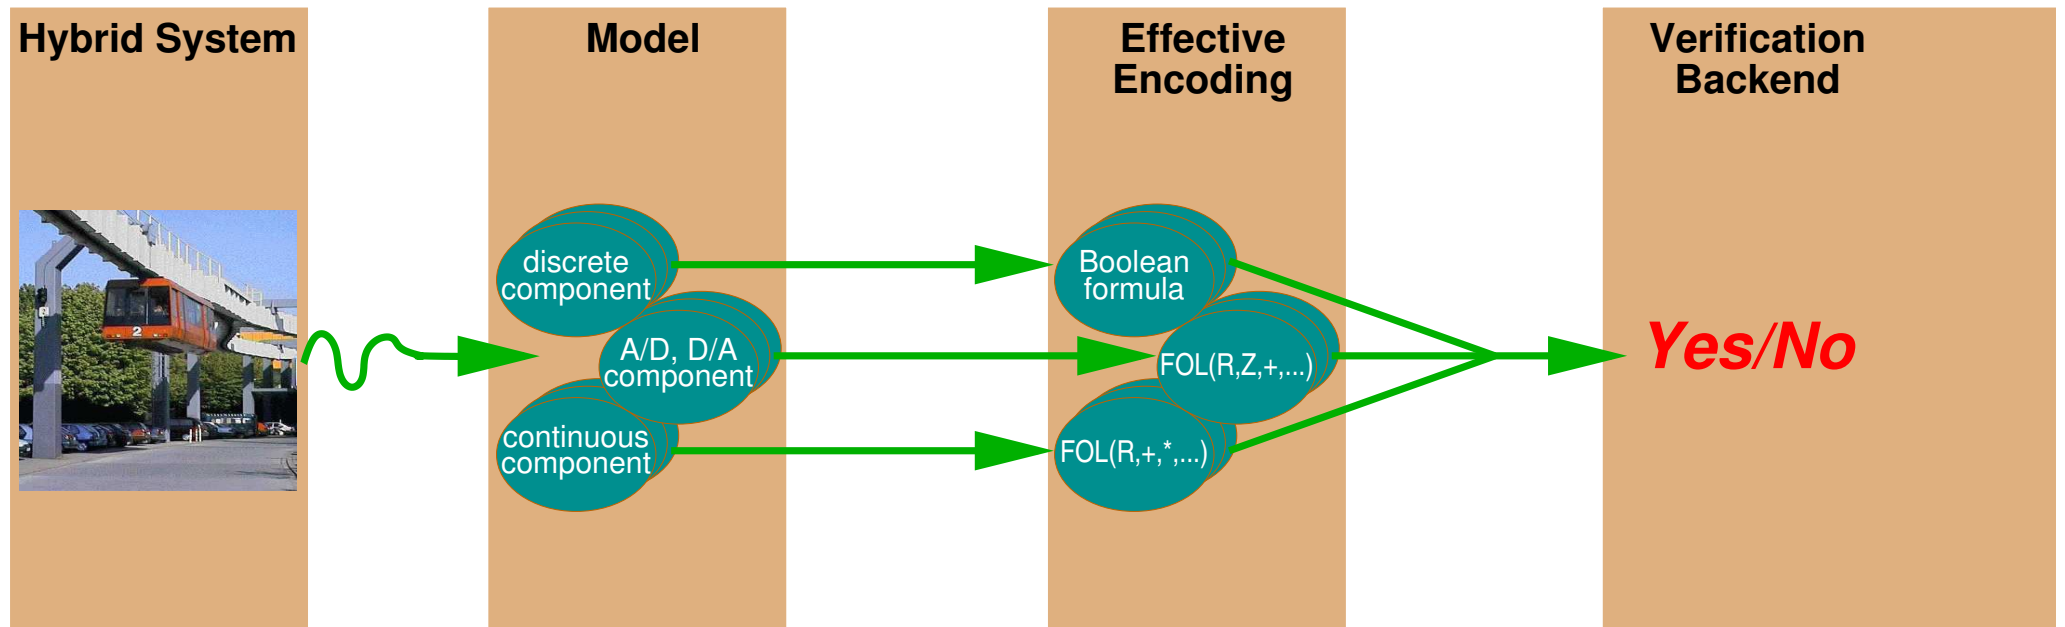 Hybrid System
Model
Effective
Encoding
Verification
Backend
discrete
component
A/D, D/A
component
continuous
component
Boolean
formula
FOL(R,Z,+,...)
FOL(R,+,*,...)
Yes/No
2